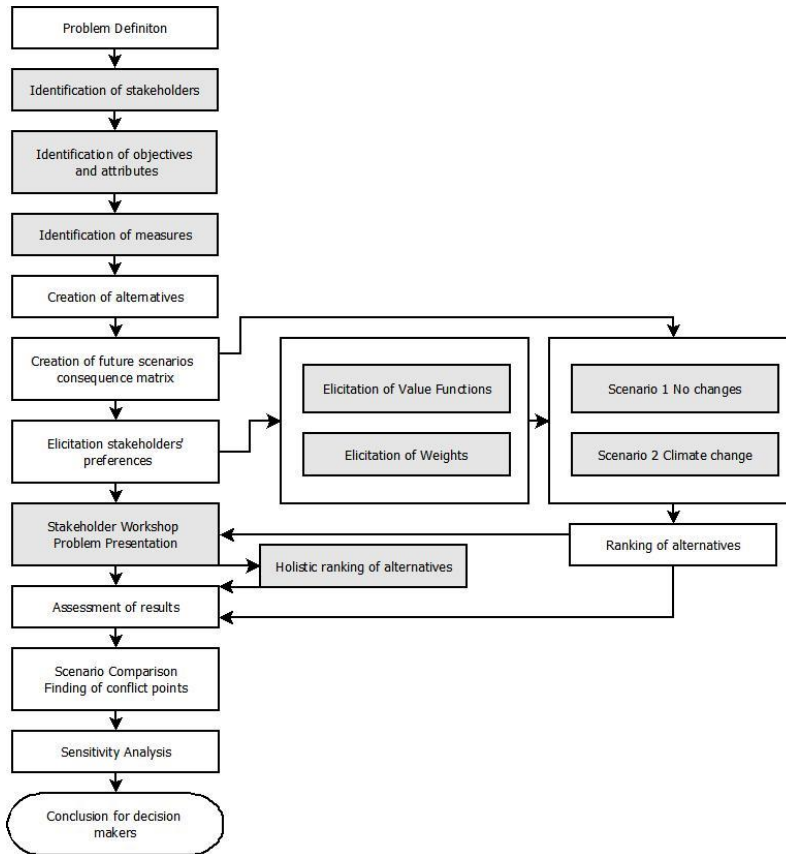 Problem Definiton
Identification of stakeholders
Identification of objectives
and attributes
Identification of measures
Creation of alternatives
Creation of future scenarios
consequence matrix
Elicitation of Value Functions
Scenario 1 No changes
Elicitation stakeholders'
preferences
Elicitation of Weights
Scenario 2 Climate change
Stakeholder Workshop
Problem Presentation
Ranking of alternatives
Holistic ranking of alternatives
Assessment of results
Scenario Comparison
Finding of conflict points
Sensitivity Analysis
Conclusion for decision
makers